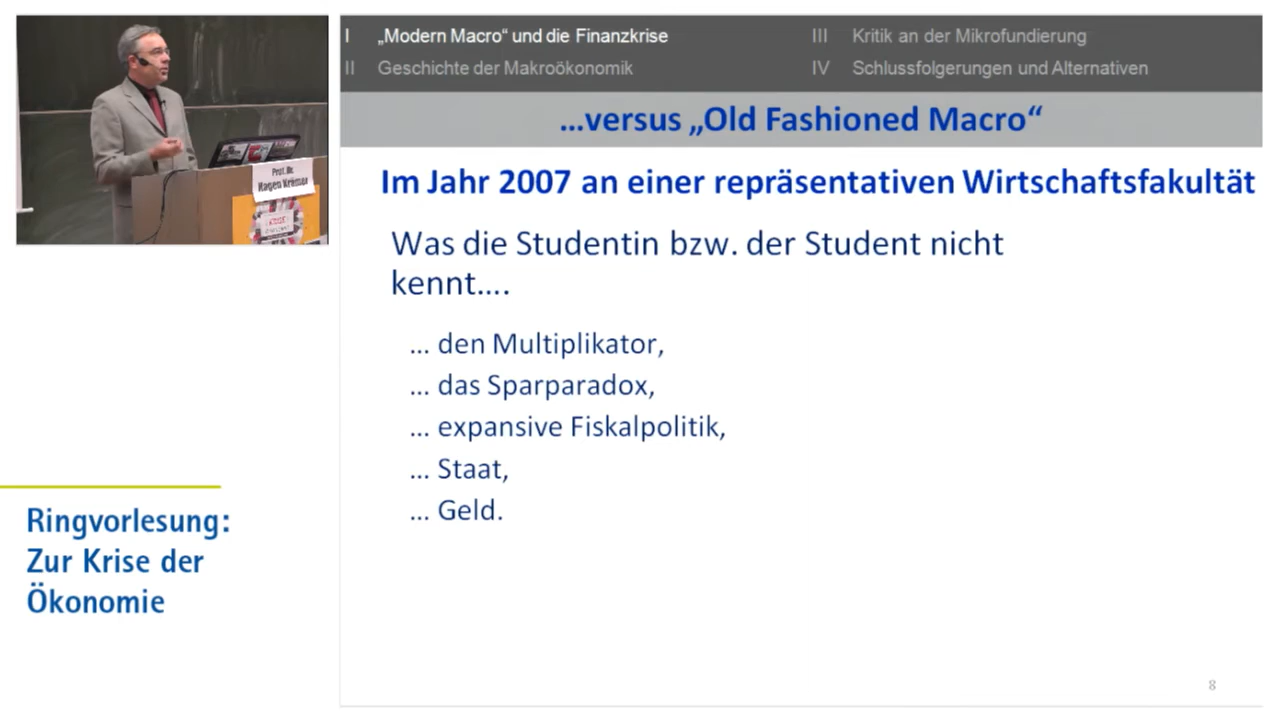 Prof. Dr.
Hagen Krämer
I „Modern Macro“ und die Finanzkrise
II Geschichte der Makroökonomik
III Kritik an der Mikrofundierung
IV Schlussfolgerungen und Alternativen
...versus „Old Fashioned Macro“
Im Jahr 2007 an einer repräsentativen Wirtschaftsfakultät
Was die Studentin bzw. der Student nicht
kennt....
... den Multiplikator,
... das Sparparadox,
... expansive Fiskalpolitik,
... Staat,
... Geld.
Ringvorlesung:
Zur Krise der
Ökonomie
8